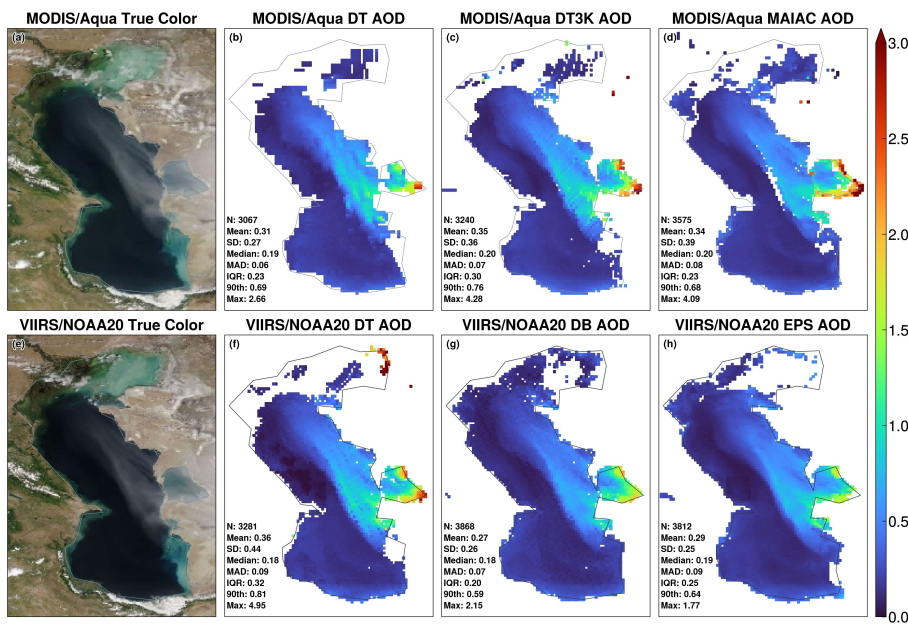 MODIS/Aqua True Color
MODIS/Aqua DT AOD
MODIS/Aqua DT3K AOD
MODIS/Aqua MAIAC AOD
(a)
(b)
N: 3067
Mean: 0.31
SD: 0.27
Median: 0.19
MAD: 0.06
IQR: 0.23
90th: 0.69
Max: 2.66
(c)
N: 3240
Mean: 0.35
SD: 0.36
Median: 0.20
MAD: 0.07
IQR: 0.30
90th: 0.76
Max: 4.28
(d)
N: 3575
Mean: 0.34
SD: 0.39
Median: 0.20
MAD: 0.08
IQR: 0.23
90th: 0.68
Max: 4.09
VIIRS/NOAA20 True Color
VIIRS/NOAA20 DT AOD
VIIRS/NOAA20 DB AOD
VIIRS/NOAA20 EPS AOD
(e)
(f)
N: 3281
Mean: 0.36
SD: 0.44
Median: 0.18
MAD: 0.09
IQR: 0.32
90th: 0.81
Max: 4.95
(g)
N: 3868
Mean: 0.27
SD: 0.26
Median: 0.18
MAD: 0.07
IQR: 0.20
90th: 0.59
Max: 2.15
(h)
N: 3812
Mean: 0.29
SD: 0.25
Median: 0.19
MAD: 0.09
IQR: 0.25
90th: 0.64
Max: 1.77
3.0
2.5
2.0
1.5
1.0
0.5
0.0